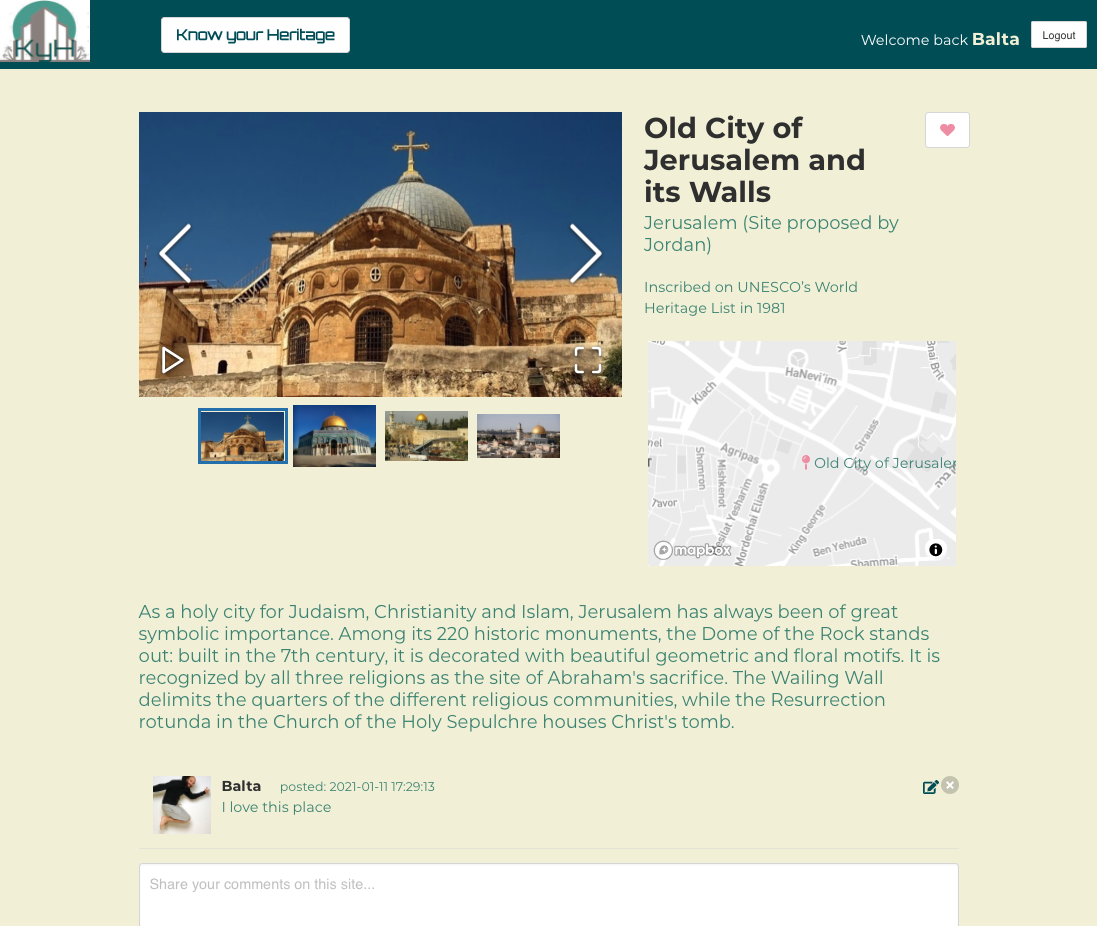 KyH
Know your Heritage
Welcome back Balta
Logout
Old City of
Jerusalem and
its Walls
Jerusalem (Site proposed by
Jordan)
Inscribed on UNESCO’s World
Heritage List in 1981
HaNevi'im
Bnai Brit
Kiach
Strauss
Agripas
Shomron
Mishkenot
Old City of Jerusalem
Tavor
Mordechai Eliash
King George
Ben Yehuda
Shammai
mapbox
As a holy city for Judaism, Christianity and Islam, Jerusalem has always been of great
symbolic importance. Among its 220 historic monuments, the Dome of the Rock stands
out: built in the 7th century, it is decorated with beautiful geometric and floral motifs. It is
recognized by all three religions as the site of Abraham's sacrifice. The Wailing Wall
delimits the quarters of the different religious communities, while the Resurrection
rotunda in the Church of the Holy Sepulchre houses Christ's tomb.
Balta posted: 2021-01-11 17:29:13
I love this place
Share your comments on this site...